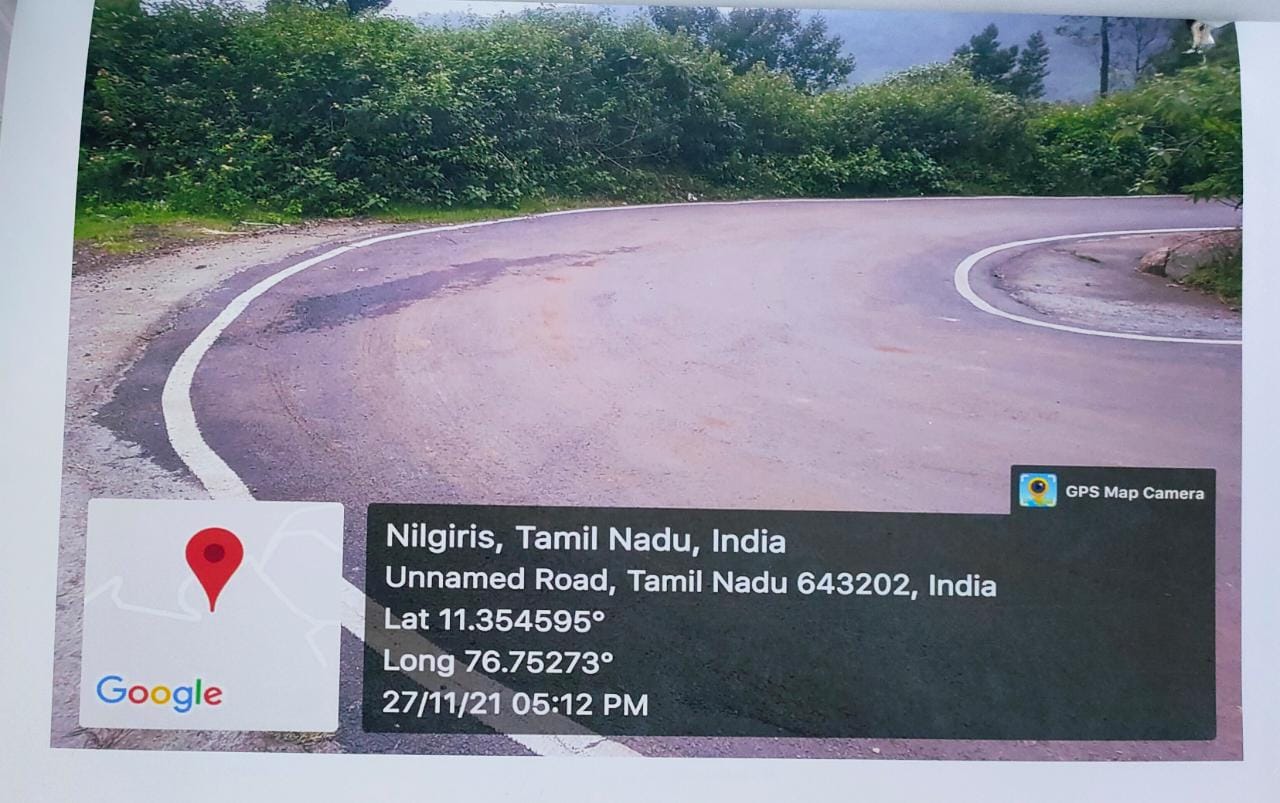 GPS Map Camera
Nilgiris, Tamil Nadu, India
Unnamed Road, Tamil Nadu 643202, India
Lat 11.354595°
Long 76.75273°
27/11/21 05:12 PM
Google